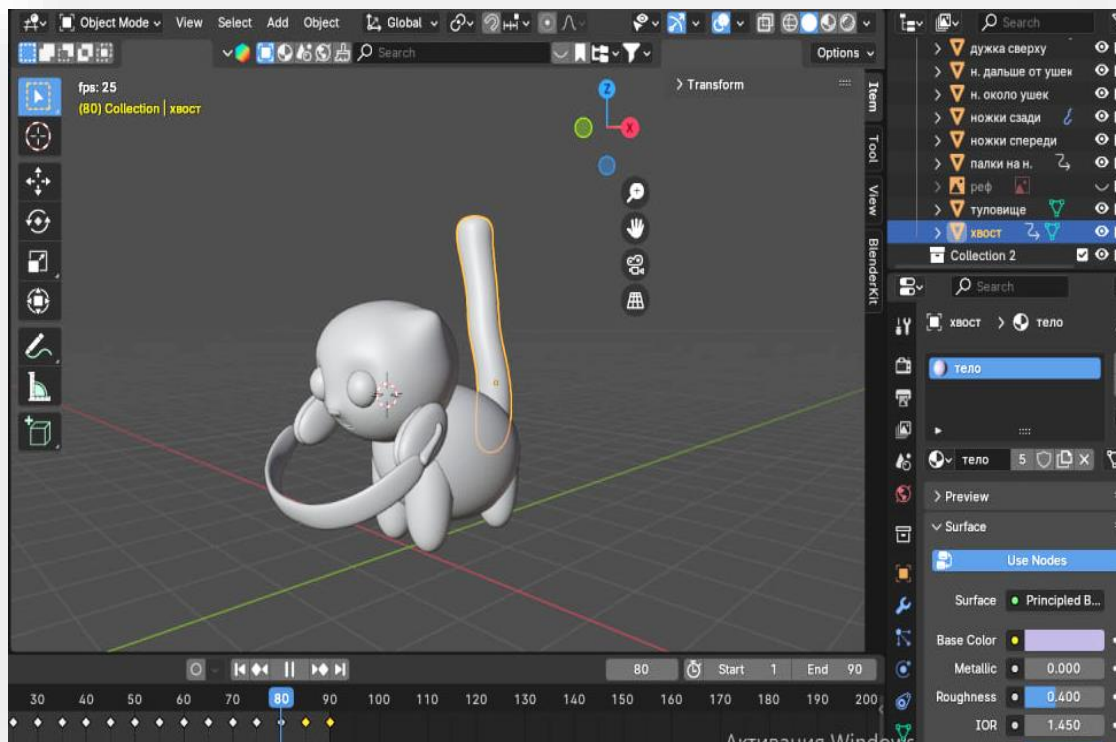 Object Mode View Select Add Object Global Search
Search Options
fps: 25
(80) Collection | хвост
Transform
Z
X
Item
Tool
View
BlenderKit
дужка сверху
н. дальше от ушек
н. около ушек
ножки сзади
ножки спереди
палки на н.
реф
туловище
хвост
Collection 2
Search
хвост > тело
тело
тело 5
Preview
Surface
Use Nodes
Surface Principled B...
Base Color
Metallic 0.000
Roughness 0.400
IOR 1.450
80 Start 1 End 90
30 40 50 60 70 80 90 100 110 120 130 140 150 160 170 180 190 200
Активация Windows